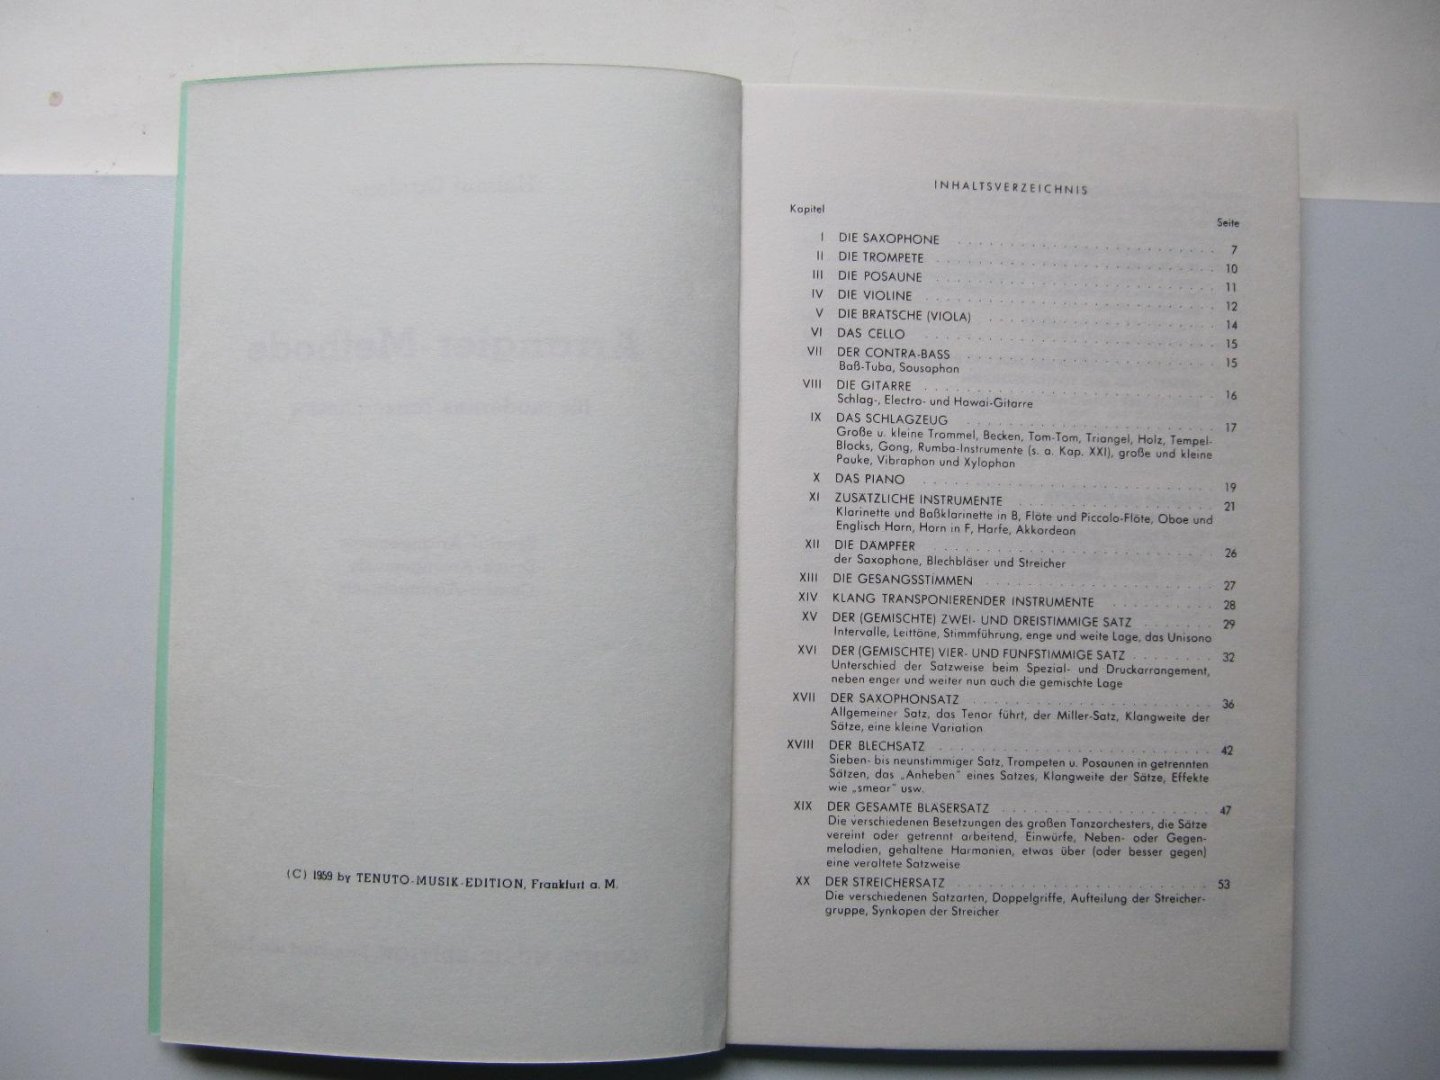 (C) 1959 by TENUTO-MUSIK-EDITION, Frankfurt a. M.
INHALTSVERZEICHNIS
Kapitel Seite
I DIE SAXOPHONE 7
II DIE TROMPETE 10
III DIE POSAUNE 11
IV DIE VIOLINE 12
V DIE BRATSCHE (VIOLA) 14
VI DAS CELLO 15
VII DER CONTRA-BASS 15
Baß-Tuba, Sousaphon
VIII DIE GITARRE 16
Schlag-, Electro- und Hawai-Gitarre
IX DAS SCHLAGZEUG 17
Große u. kleine Trommel, Becken, Tom-Tom, Triangel, Holz, Tempel-
Blocks, Gong, Rumba-Instrumente (s. a. Kap. XXI), große und kleine
Pauke, Vibraphon und Xylophon
X DAS PIANO 19
XI ZUSÄTZLICHE INSTRUMENTE 21
Klarinette und Baßklarinette in B, Flöte und Piccolo-Flöte, Oboe und
Englisch Horn, Horn in F, Harfe, Akkordeon
XII DIE DÄMPFER 26
der Saxophone, Blechbläser und Streicher
XIII DIE GESANGSSTIMMEN 27
XIV KLANG TRANSPONIERENDER INSTRUMENTE 28
XV DER (GEMISCHTE) ZWEI- UND DREISTIMMIGE SATZ 29
Intervalle, Leittöne, Stimmführung, enge und weite Lage, das Unisono
XVI DER (GEMISCHTE) VIER- UND FÜNFSTIMMIGE SATZ 32
Unterschied der Satzweise beim Spezial- und Druckarrangement,
neben enger und weiter nun auch die gemischte Lage
XVII DER SAXOPHONSATZ 36
Allgemeiner Satz, das Tenor führt, der Miller-Satz, Klangweite der
Sätze, eine kleine Variation
XVIII DER BLECHSATZ 42
Sieben- bis neunstimmiger Satz, Trompeten u. Posaunen in getrennten
Sätzen, das „Anheben" eines Satzes, Klangweite der Sätze, Effekte
wie „smear" usw.
XIX DER GESAMTE BLÄSERSATZ 47
Die verschiedenen Besetzungen des großen Tanzorchesters, die Sätze
vereint oder getrennt arbeitend, Einwürfe, Neben- oder Gegen-
melodien, gehaltene Harmonien, etwas über (oder besser gegen)
eine veraltete Satzweise
XX DER STREICHERSATZ 53
Die verschiedenen Satzarten, Doppelgriffe, Aufteilung der Streicher-
gruppe, Synkopen der Streicher